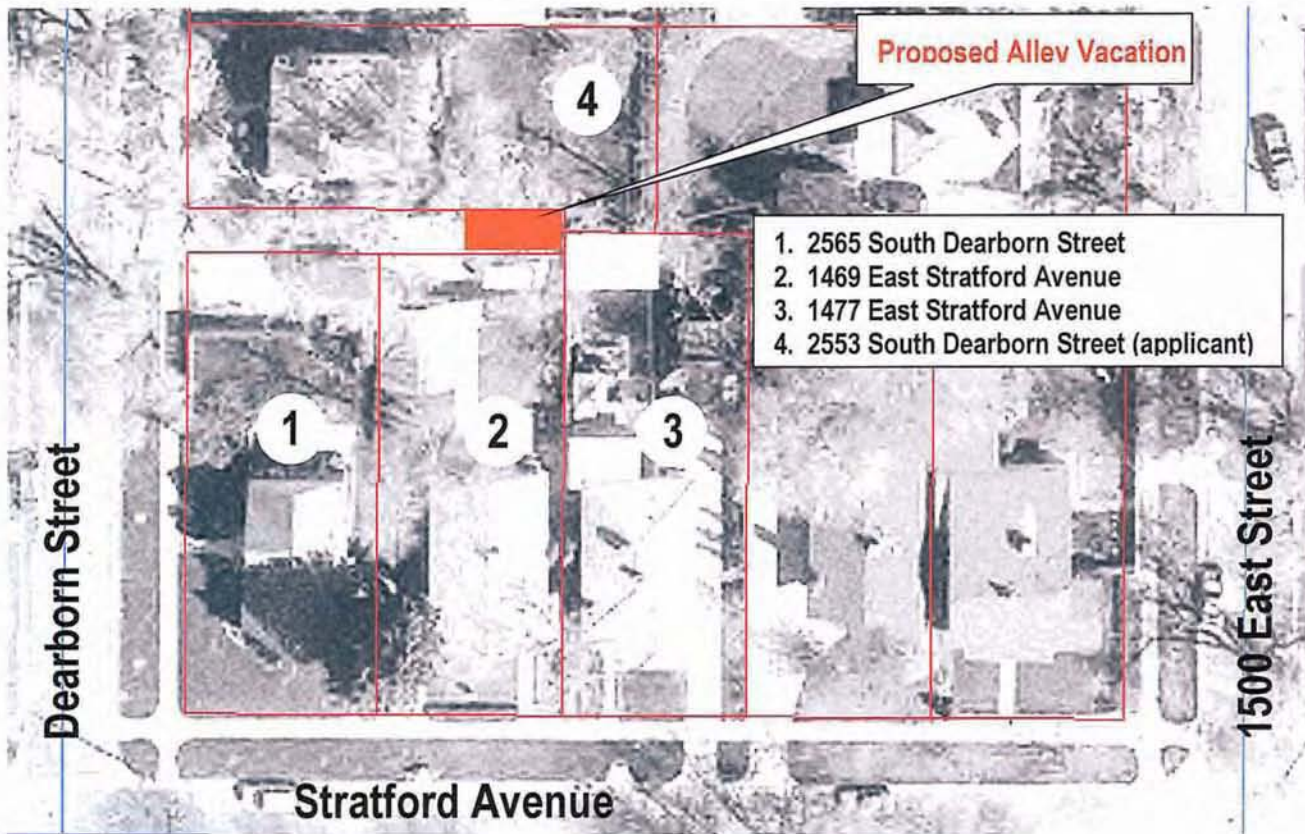 Proposed Alley Vacation
4
1. 2565 South Dearborn Street
2. 1469 East Stratford Avenue
3. 1477 East Stratford Avenue
4. 2553 South Dearborn Street (applicant)
1
2
3
Dearborn Street
1500 East Street
Stratford Avenue